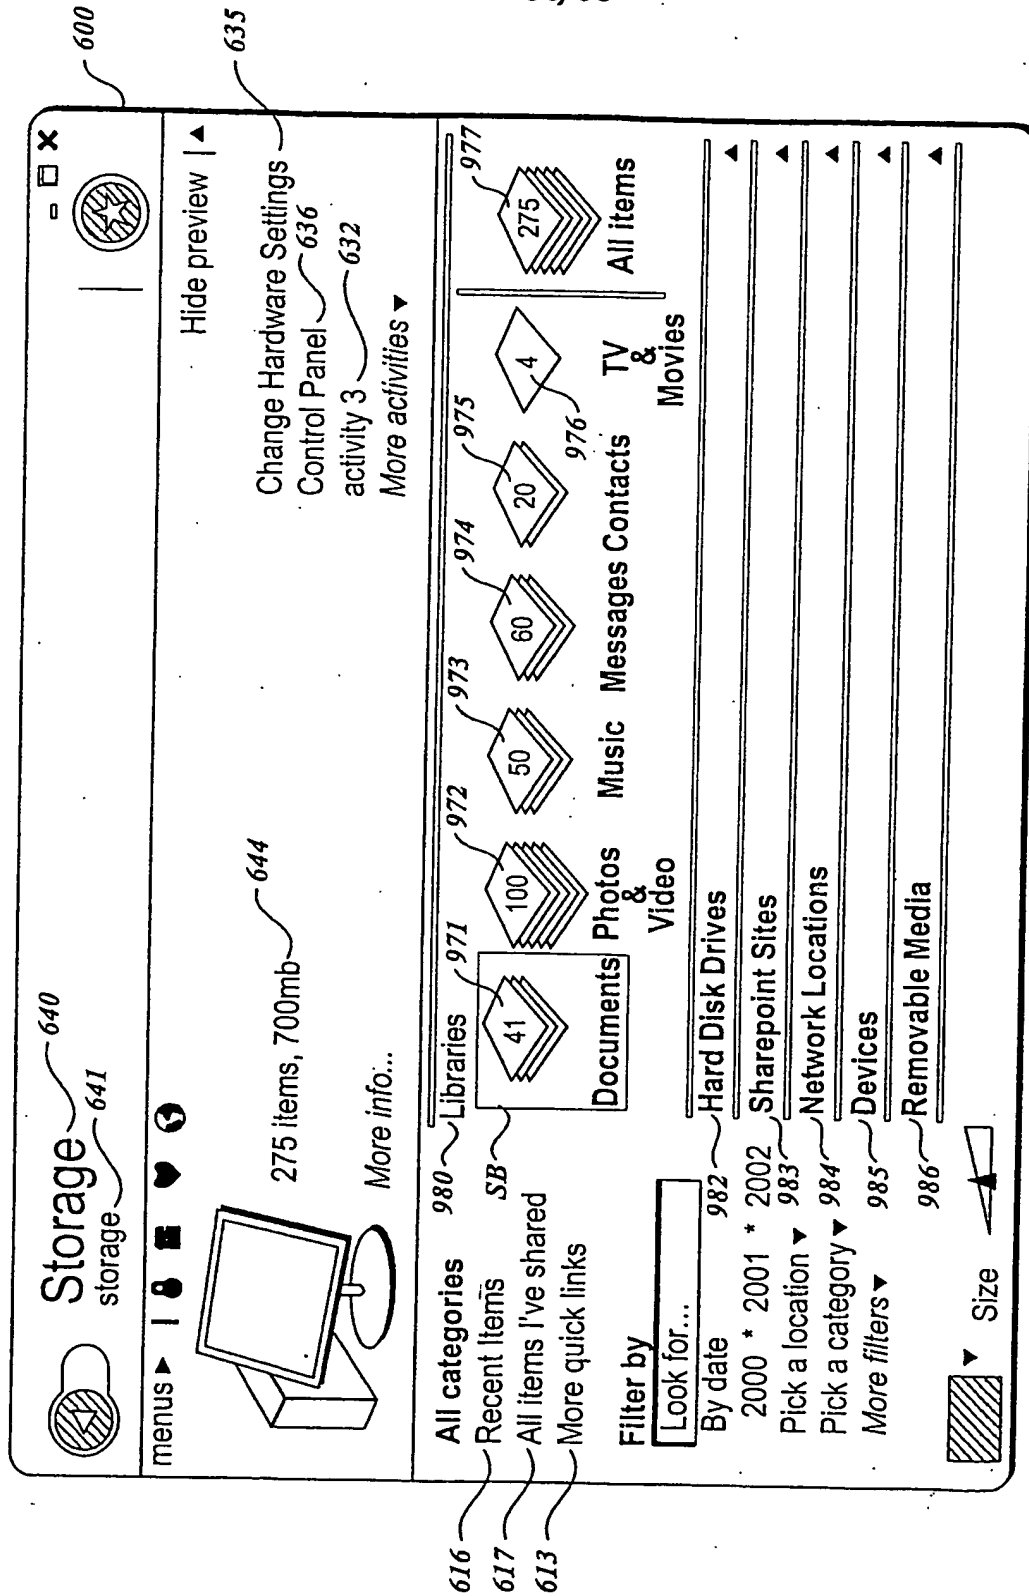 600
Storage 640
storage 641
menus
635
Hide preview
275 items, 700mb 644
More info...
Change Hardware Settings
Control Panel 636
activity 3 632
More activities
All categories
616 Recent Items
617 All items I've shared
613 More quick links
Filter by
Look for...
By date
2000 * 2001 * 2002
Pick a location
Pick a category
More filters
Size
980 Libraries
SB
41 971
Documents
100 972
Photos & Video
50 973
Music
60 974
Messages
20 975
Contacts
4 976
TV & Movies
275 977
All items
982 Hard Disk Drives
983 Sharepoint Sites
984 Network Locations
985 Devices
986 Removable Media